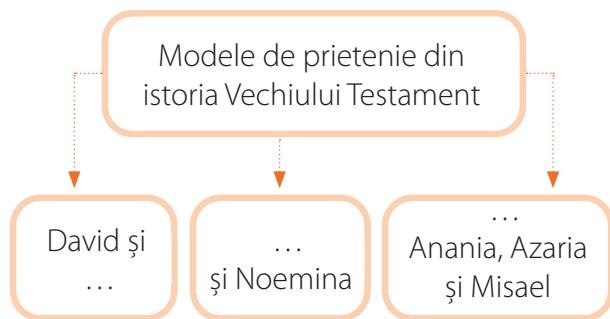 Modele de prietenie din
istoria Vechiului Testament
David și
…
…
și Noemina
…
Anania, Azaria
și Misael